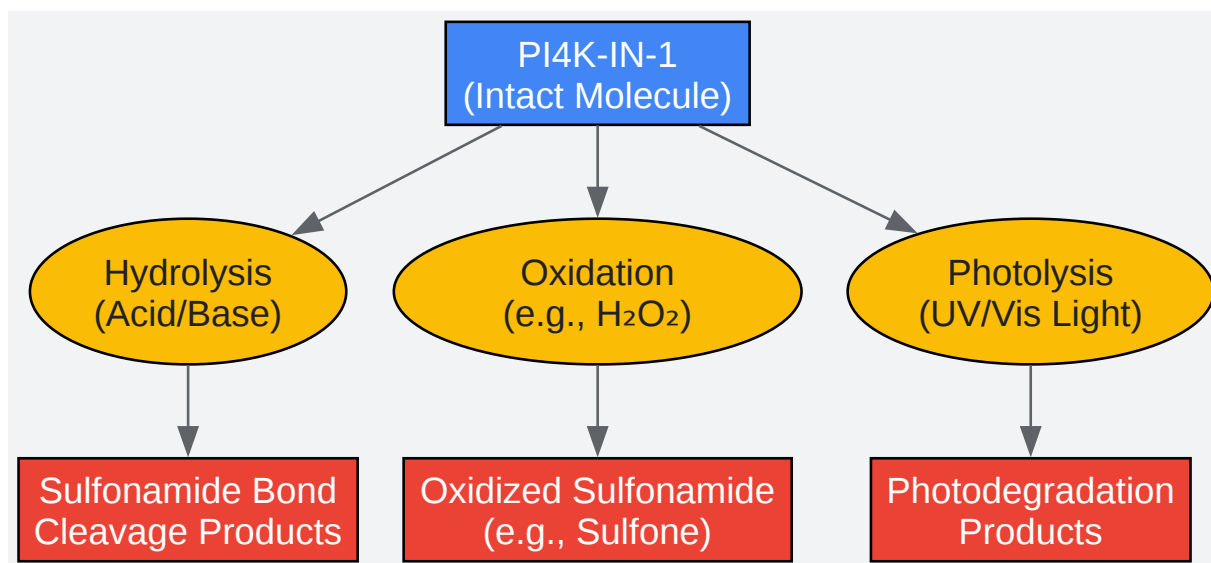 PI4K-IN-1
(Intact Molecule)
Hydrolysis
(Acid/Base)
Oxidation
(e.g., H₂O₂)
Photolysis
(UV/Vis Light)
Sulfonamide Bond
Cleavage Products
Oxidized Sulfonamide
(e.g., Sulfone)
Photodegradation
Products